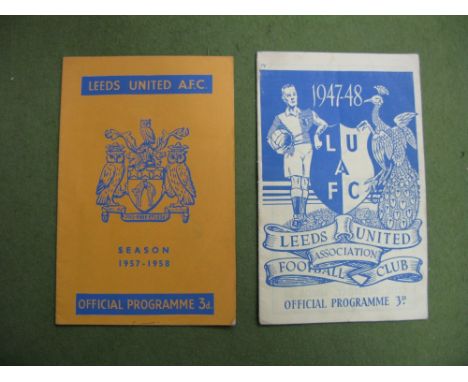 LEEDS UNITED A.F.C.
SEASON
1957-1958
OFFICIAL PROGRAMME 3d.
1947-48
L U
A
F C
LEEDS UNITED
ASSOCIATION
FOOTBALL CLUB
OFFICIAL PROGRAMME 3D